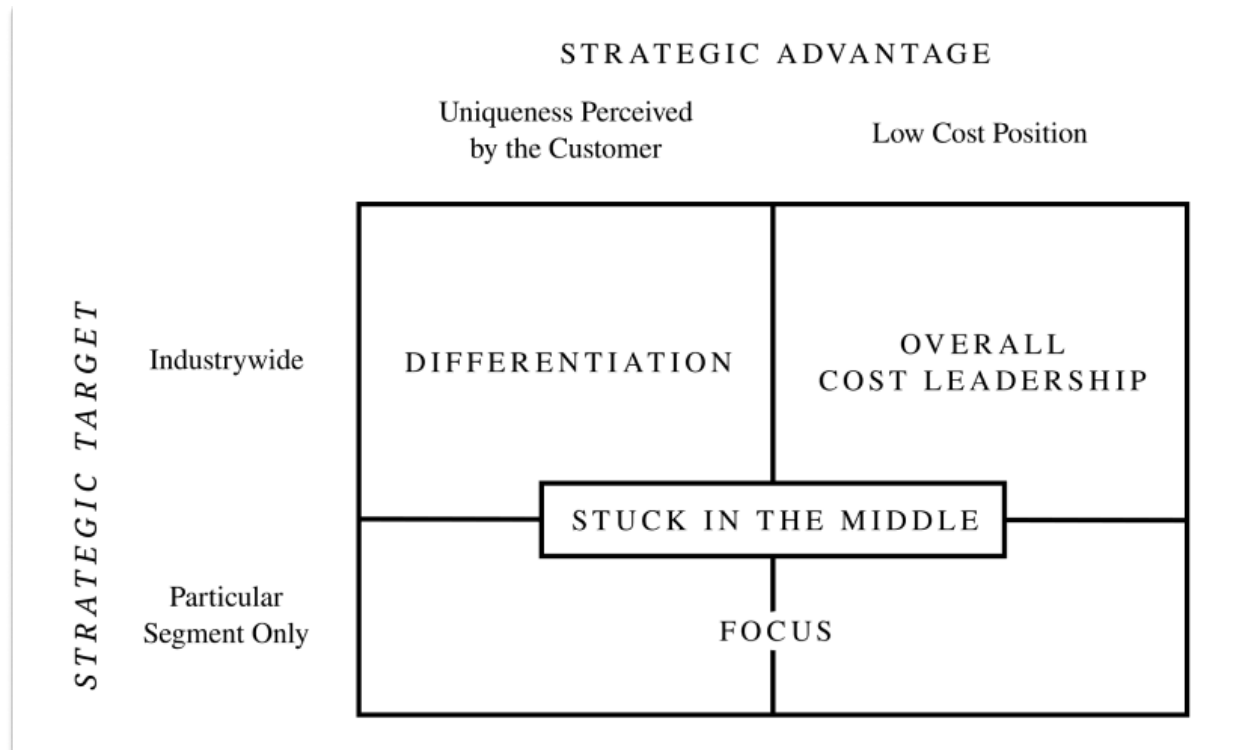 STRATEGIC ADVANTAGE
Uniqueness Perceived
by the Customer
Low Cost Position
STRATEGIC TARGET
Industrywide
DIFFERENTIATION
OVERALL
COST LEADERSHIP
STUCK IN THE MIDDLE
Particular
Segment Only
FOCUS